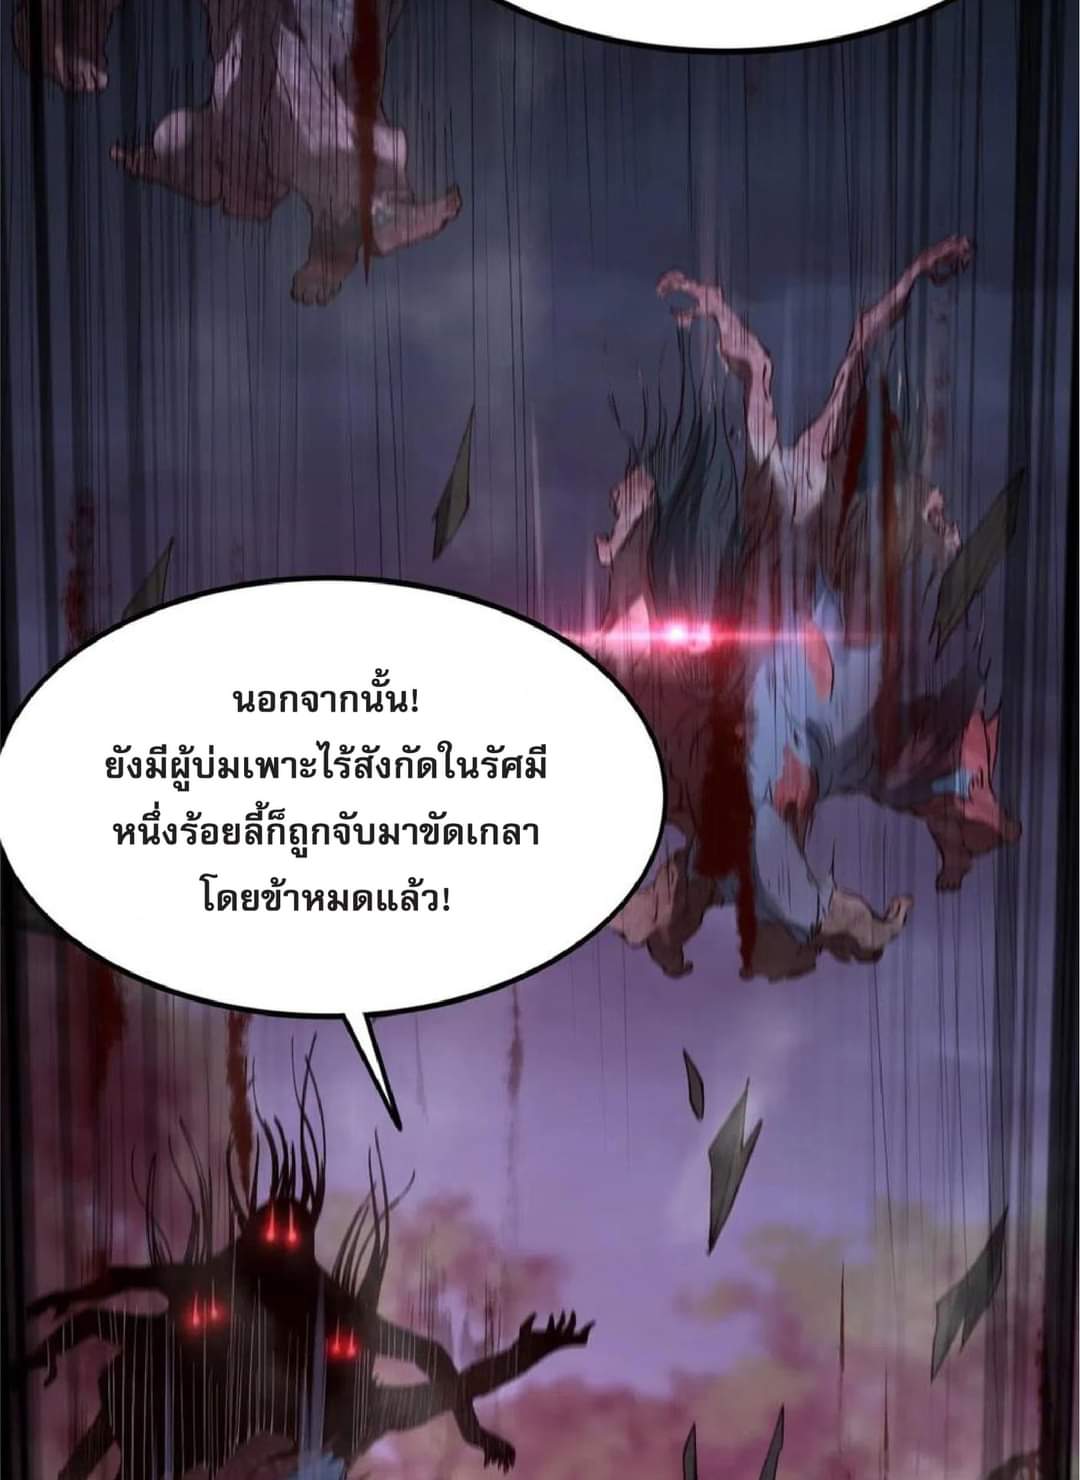 นอกจากนั้น!
ยังมีผู้บ่มเพาะไร้สังกัดในรัศมี
หนึ่งร้อยลี้ก็ถูกจับมาขัดเกลา
โดยข้าหมดแล้ว!